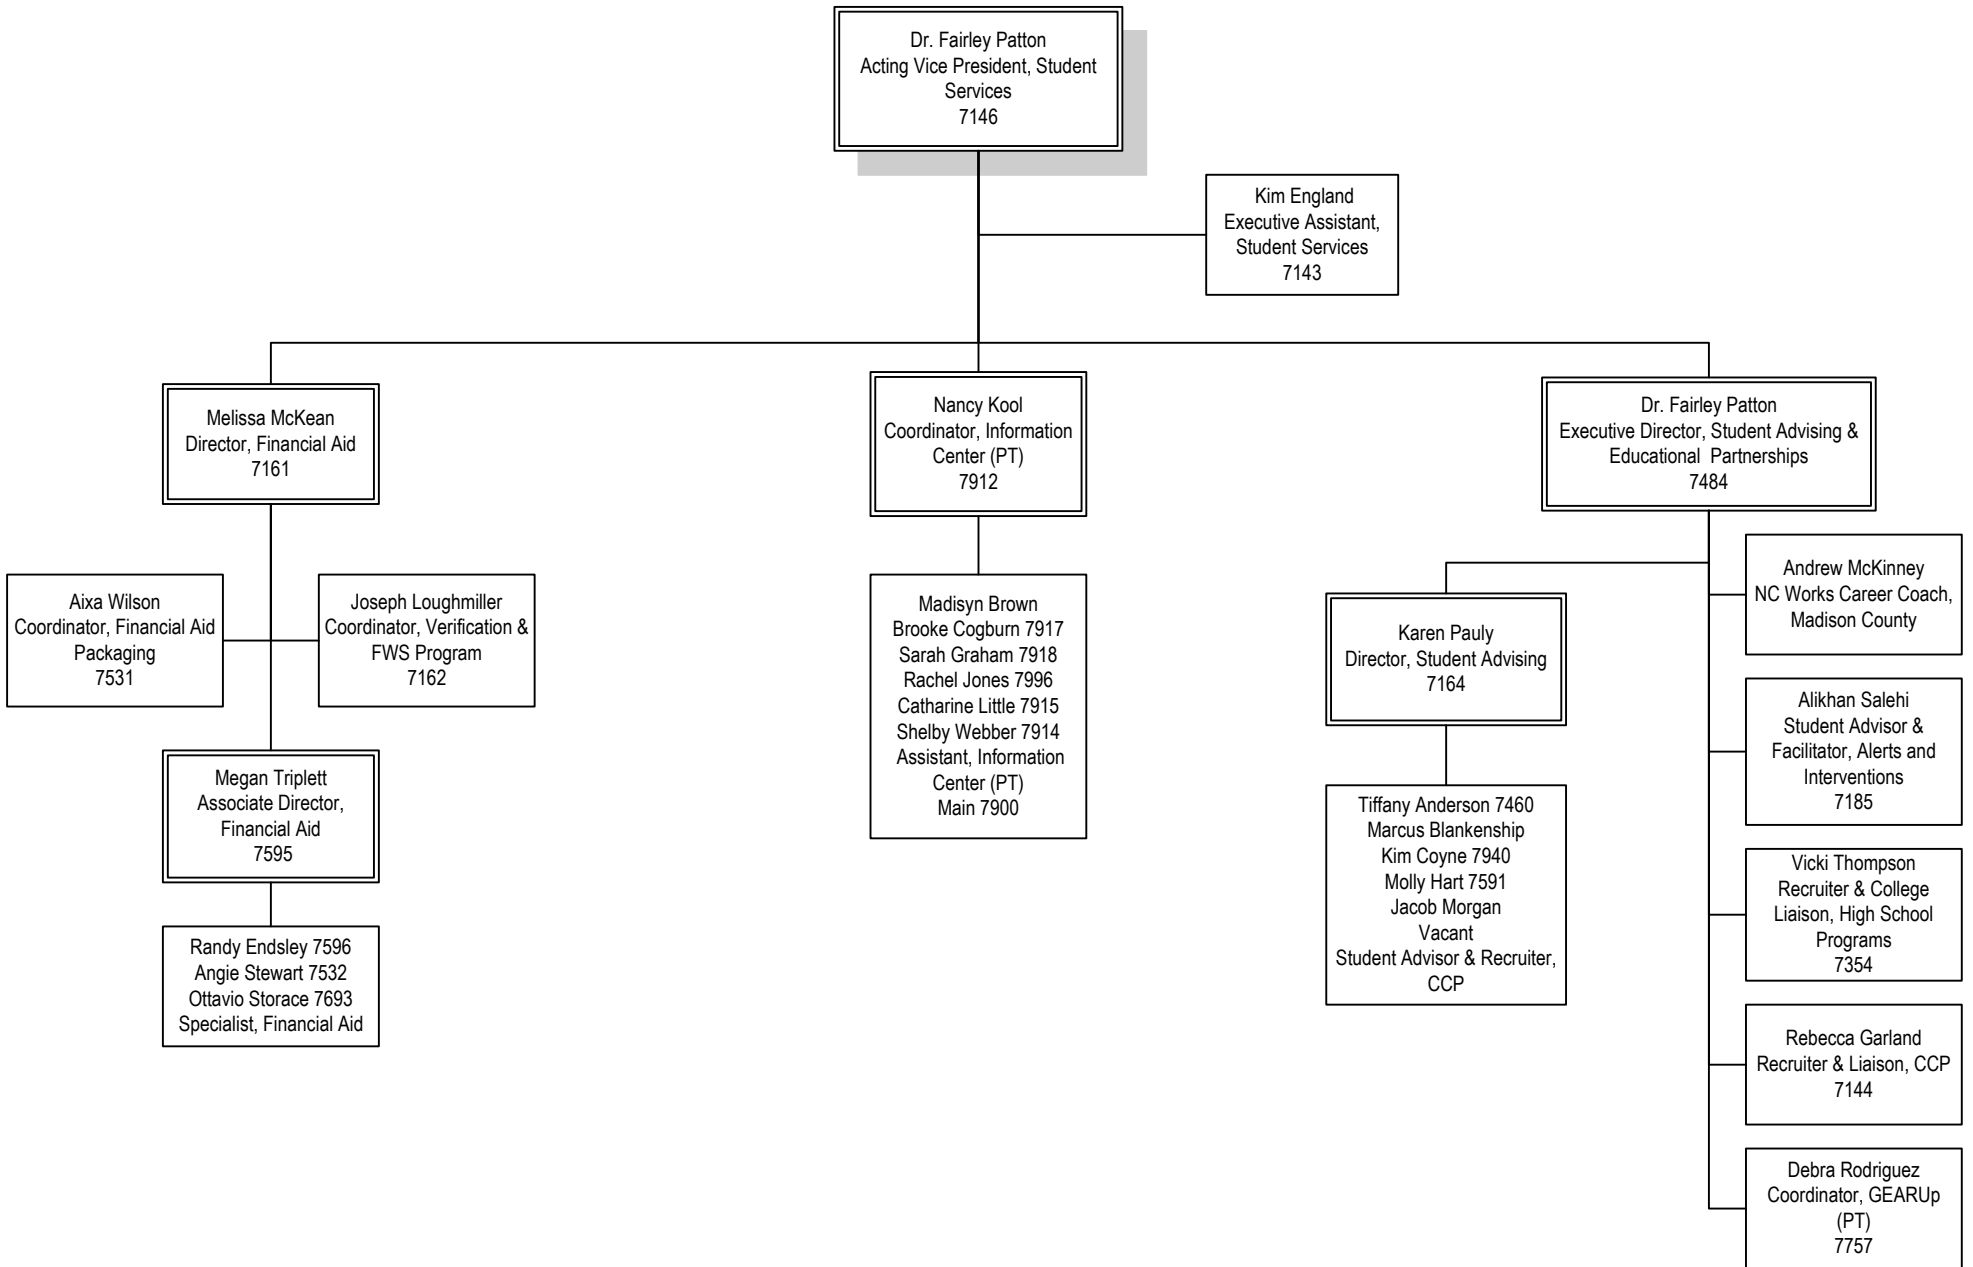 Dr. Fairley Patton
Acting Vice President, Student
Services
7146
Kim England
Executive Assistant,
Student Services
7143
Melissa McKean
Director, Financial Aid
7161
Nancy Kool
Coordinator, Information
Center (PT)
7912
Dr. Fairley Patton
Executive Director, Student Advising &
Educational  Partnerships
7484
Aixa Wilson
Coordinator, Financial Aid
Packaging
7531
Joseph Loughmiller
Coordinator, Verification &
FWS Program
7162
Megan Triplett
Associate Director,
Financial Aid
7595
Randy Endsley 7596
Angie Stewart 7532
Ottavio Storace 7693
Specialist, Financial Aid
Madisyn Brown
Brooke Cogburn 7917
Sarah Graham 7918
Rachel Jones 7996
Catharine Little 7915
Shelby Webber 7914
Assistant, Information
Center (PT)
Main 7900
Karen Pauly
Director, Student Advising
7164
Tiffany Anderson 7460
Marcus Blankenship
Kim Coyne 7940
Molly Hart 7591
Jacob Morgan
Vacant
Student Advisor & Recruiter,
CCP
Andrew McKinney
NC Works Career Coach,
Madison County
Alikhan Salehi
Student Advisor &
Facilitator, Alerts and
Interventions
7185
Vicki Thompson
Recruiter & College
Liaison, High School
Programs
7354
Rebecca Garland
Recruiter & Liaison, CCP
7144
Debra Rodriguez
Coordinator, GEARUp
(PT)
7757